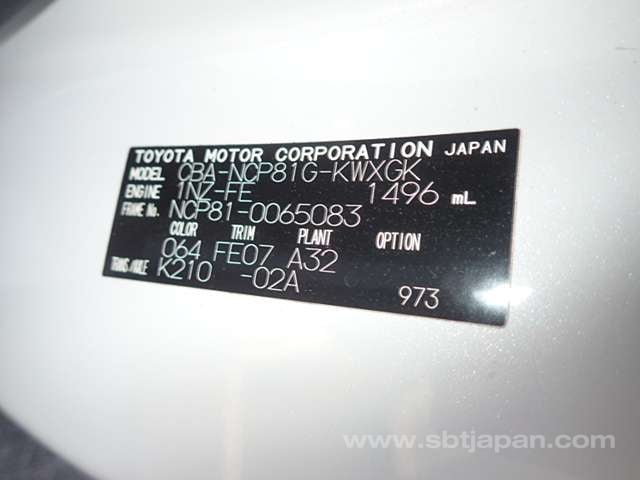 TOYOTA MOTOR CORPORATION JAPAN
MODEL CBA-NCP81G-KWXGK
ENGINE 1NZ-FE 1496 mL
FRAME No. NCP81-0065083
COLOR TRIM PLANT OPTION
064 FE07 A32
TRANS/AXLE K210 -02A
973
www.sbtjapan.com